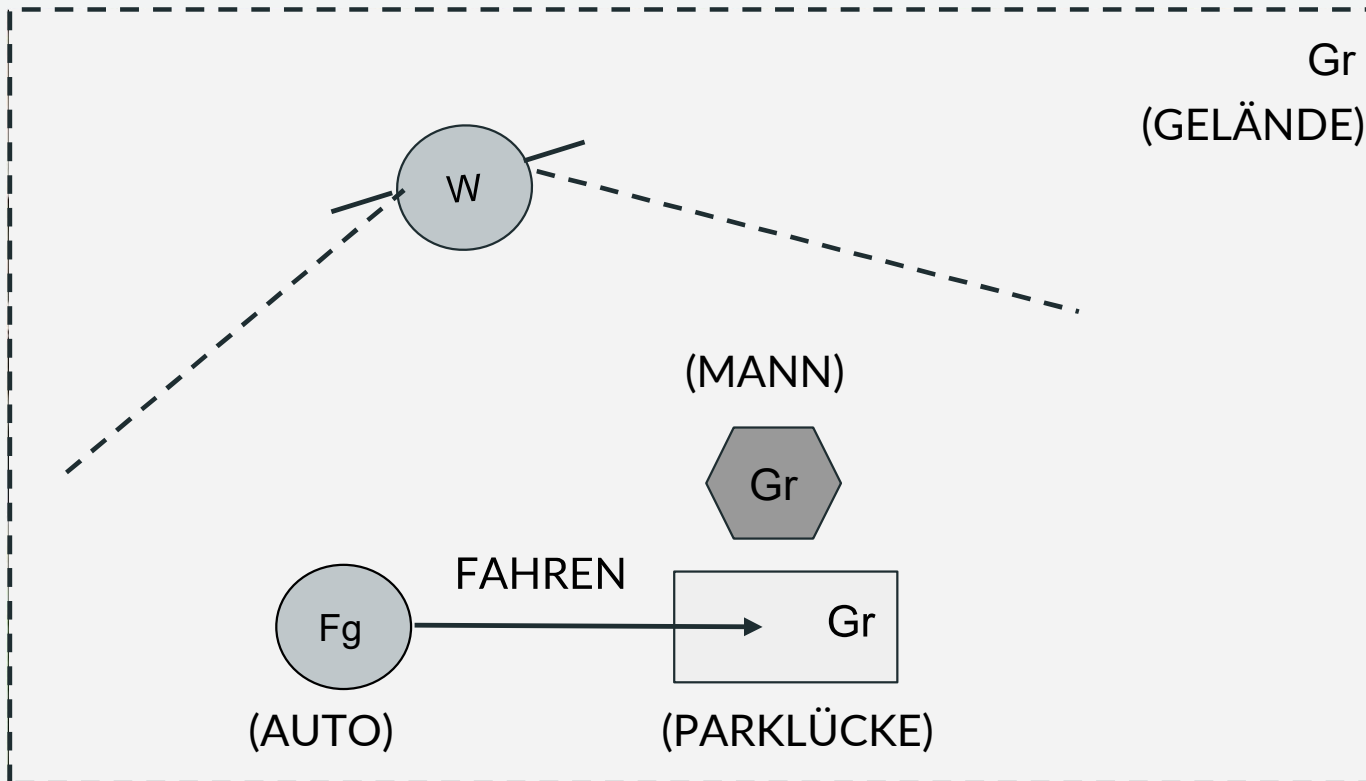 Gr
(GELÄNDE)
W
(MANN)
Gr
FAHREN
Fg
Gr
(AUTO)
(PARKLÜCKE)